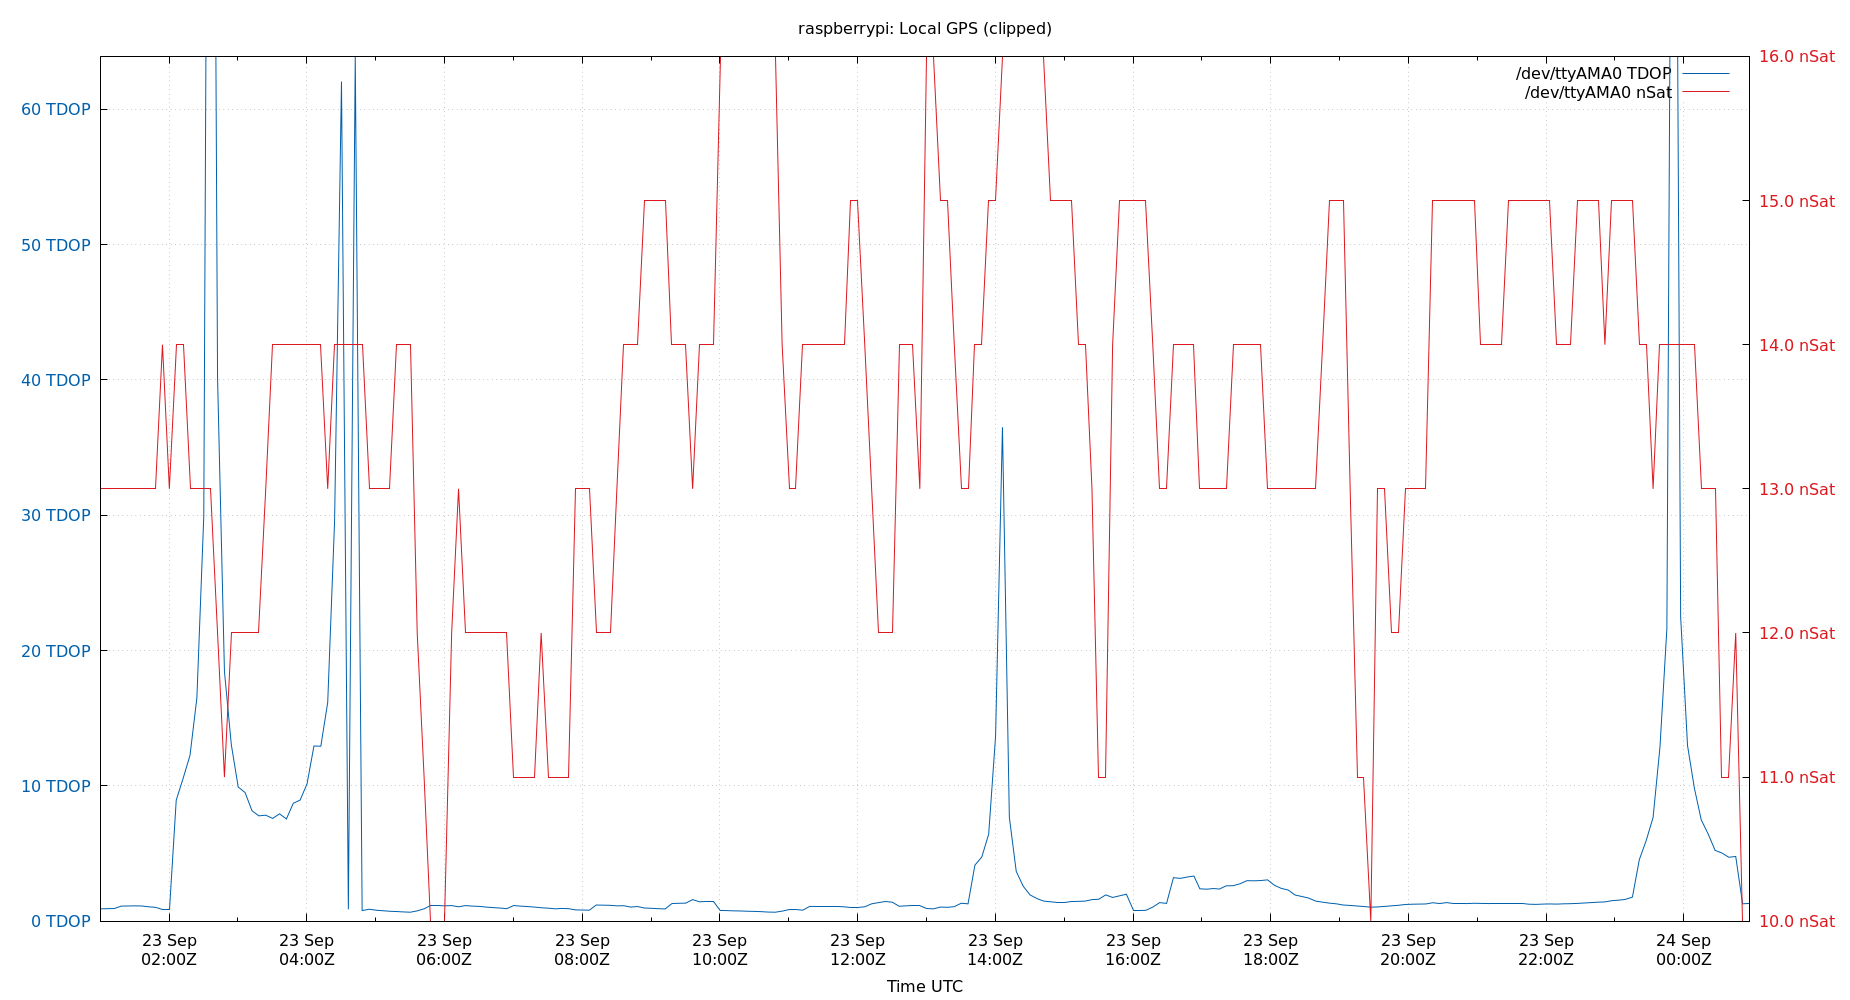 raspberrypi: Local GPS (clipped)
/dev/ttyAMA0 TDOP
/dev/ttyAMA0 nSat
60 TDOP
50 TDOP
40 TDOP
30 TDOP
20 TDOP
10 TDOP
0 TDOP
16.0 nSat
15.0 nSat
14.0 nSat
13.0 nSat
12.0 nSat
11.0 nSat
10.0 nSat
23 Sep
02:00Z
23 Sep
04:00Z
23 Sep
06:00Z
23 Sep
08:00Z
23 Sep
10:00Z
23 Sep
12:00Z
23 Sep
14:00Z
23 Sep
16:00Z
23 Sep
18:00Z
23 Sep
20:00Z
23 Sep
22:00Z
24 Sep
00:00Z
Time UTC